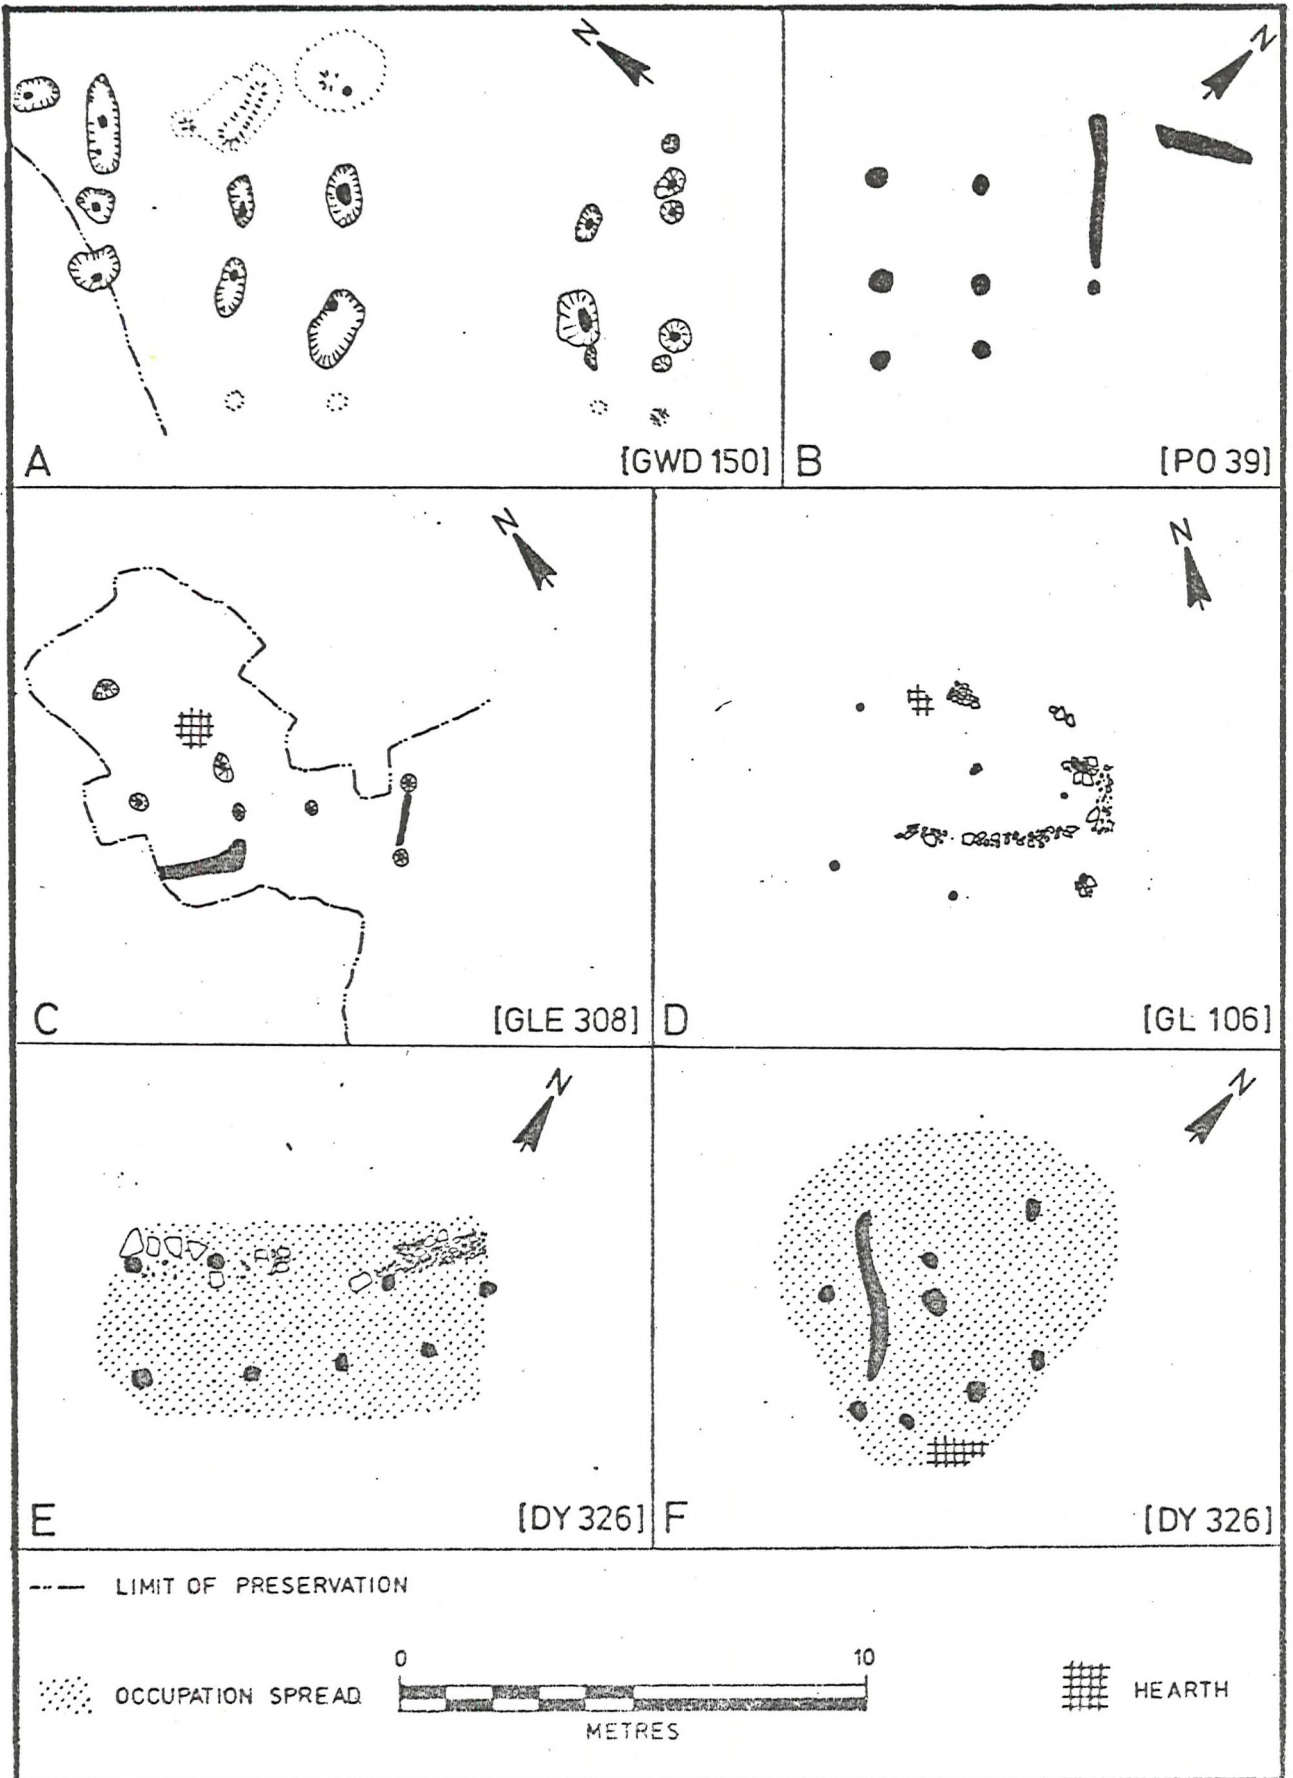 N
N
A [GWD 150]
B [PO 39]
N
N
C [GLE 308]
D [GL 106]
N
N
E [DY 326]
F [DY 326]
LIMIT OF PRESERVATION
0 10
OCCUPATION SPREAD
METRES
HEARTH